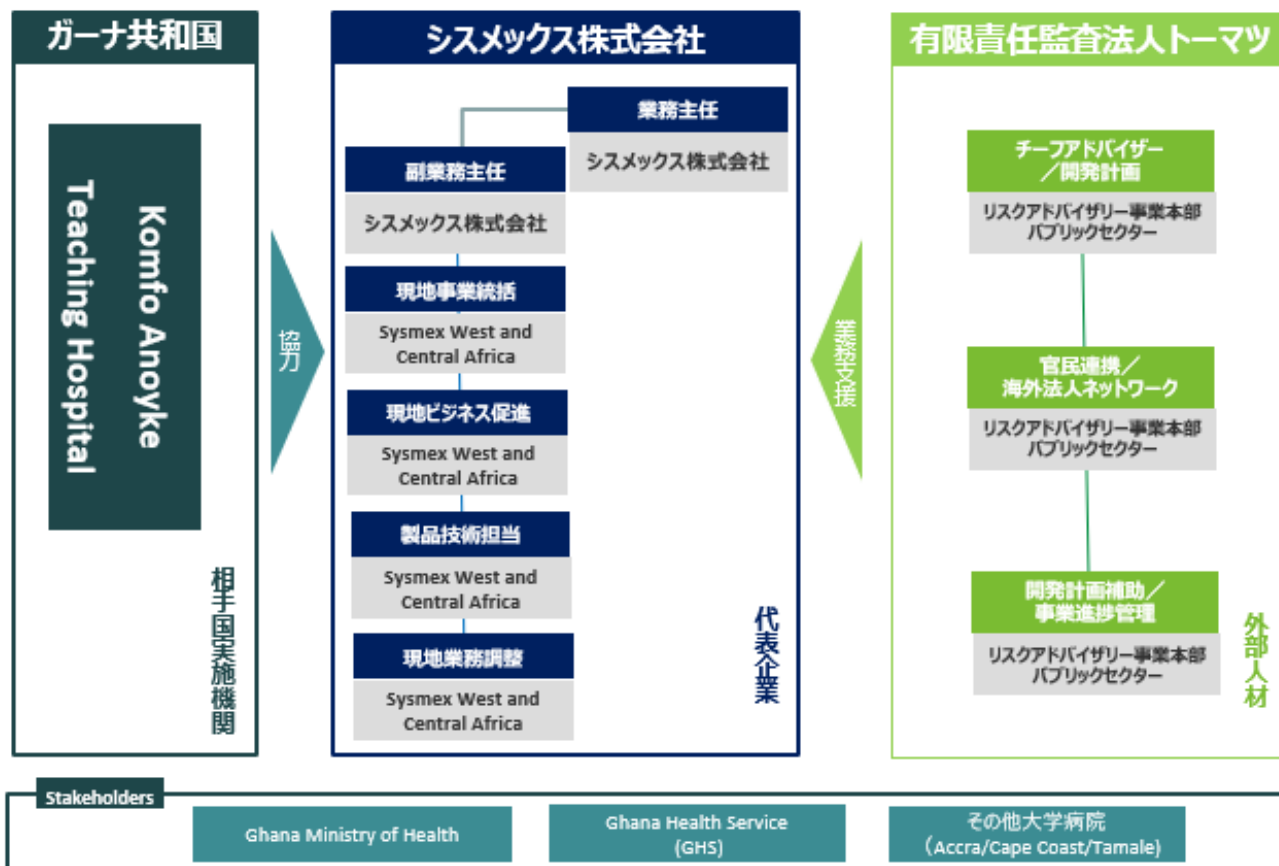 ガーナ共和国
Komfo Anoyke
Teaching Hospital
相手国実施機関
協力
シスメックス株式会社
業務主任
シスメックス株式会社
副業務主任
シスメックス株式会社
現地事業統括
Sysmex West and
Central Africa
現地ビジネス促進
Sysmex West and
Central Africa
製品技術担当
Sysmex West and
Central Africa
現地業務調整
Sysmex West and
Central Africa
代表企業
業務支援
有限責任監査法人トーマツ
チーフアドバイザー
／開発計画
リスクアドバイザリー事業本部
パブリックセクター
官民連携／
海外法人ネットワーク
リスクアドバイザリー事業本部
パブリックセクター
開発計画補助／
事業進捗管理
リスクアドバイザリー事業本部
パブリックセクター
外部人材
Stakeholders
Ghana Ministry of Health
Ghana Health Service
(GHS)
その他大学病院
（Accra/Cape Coast/Tamale)